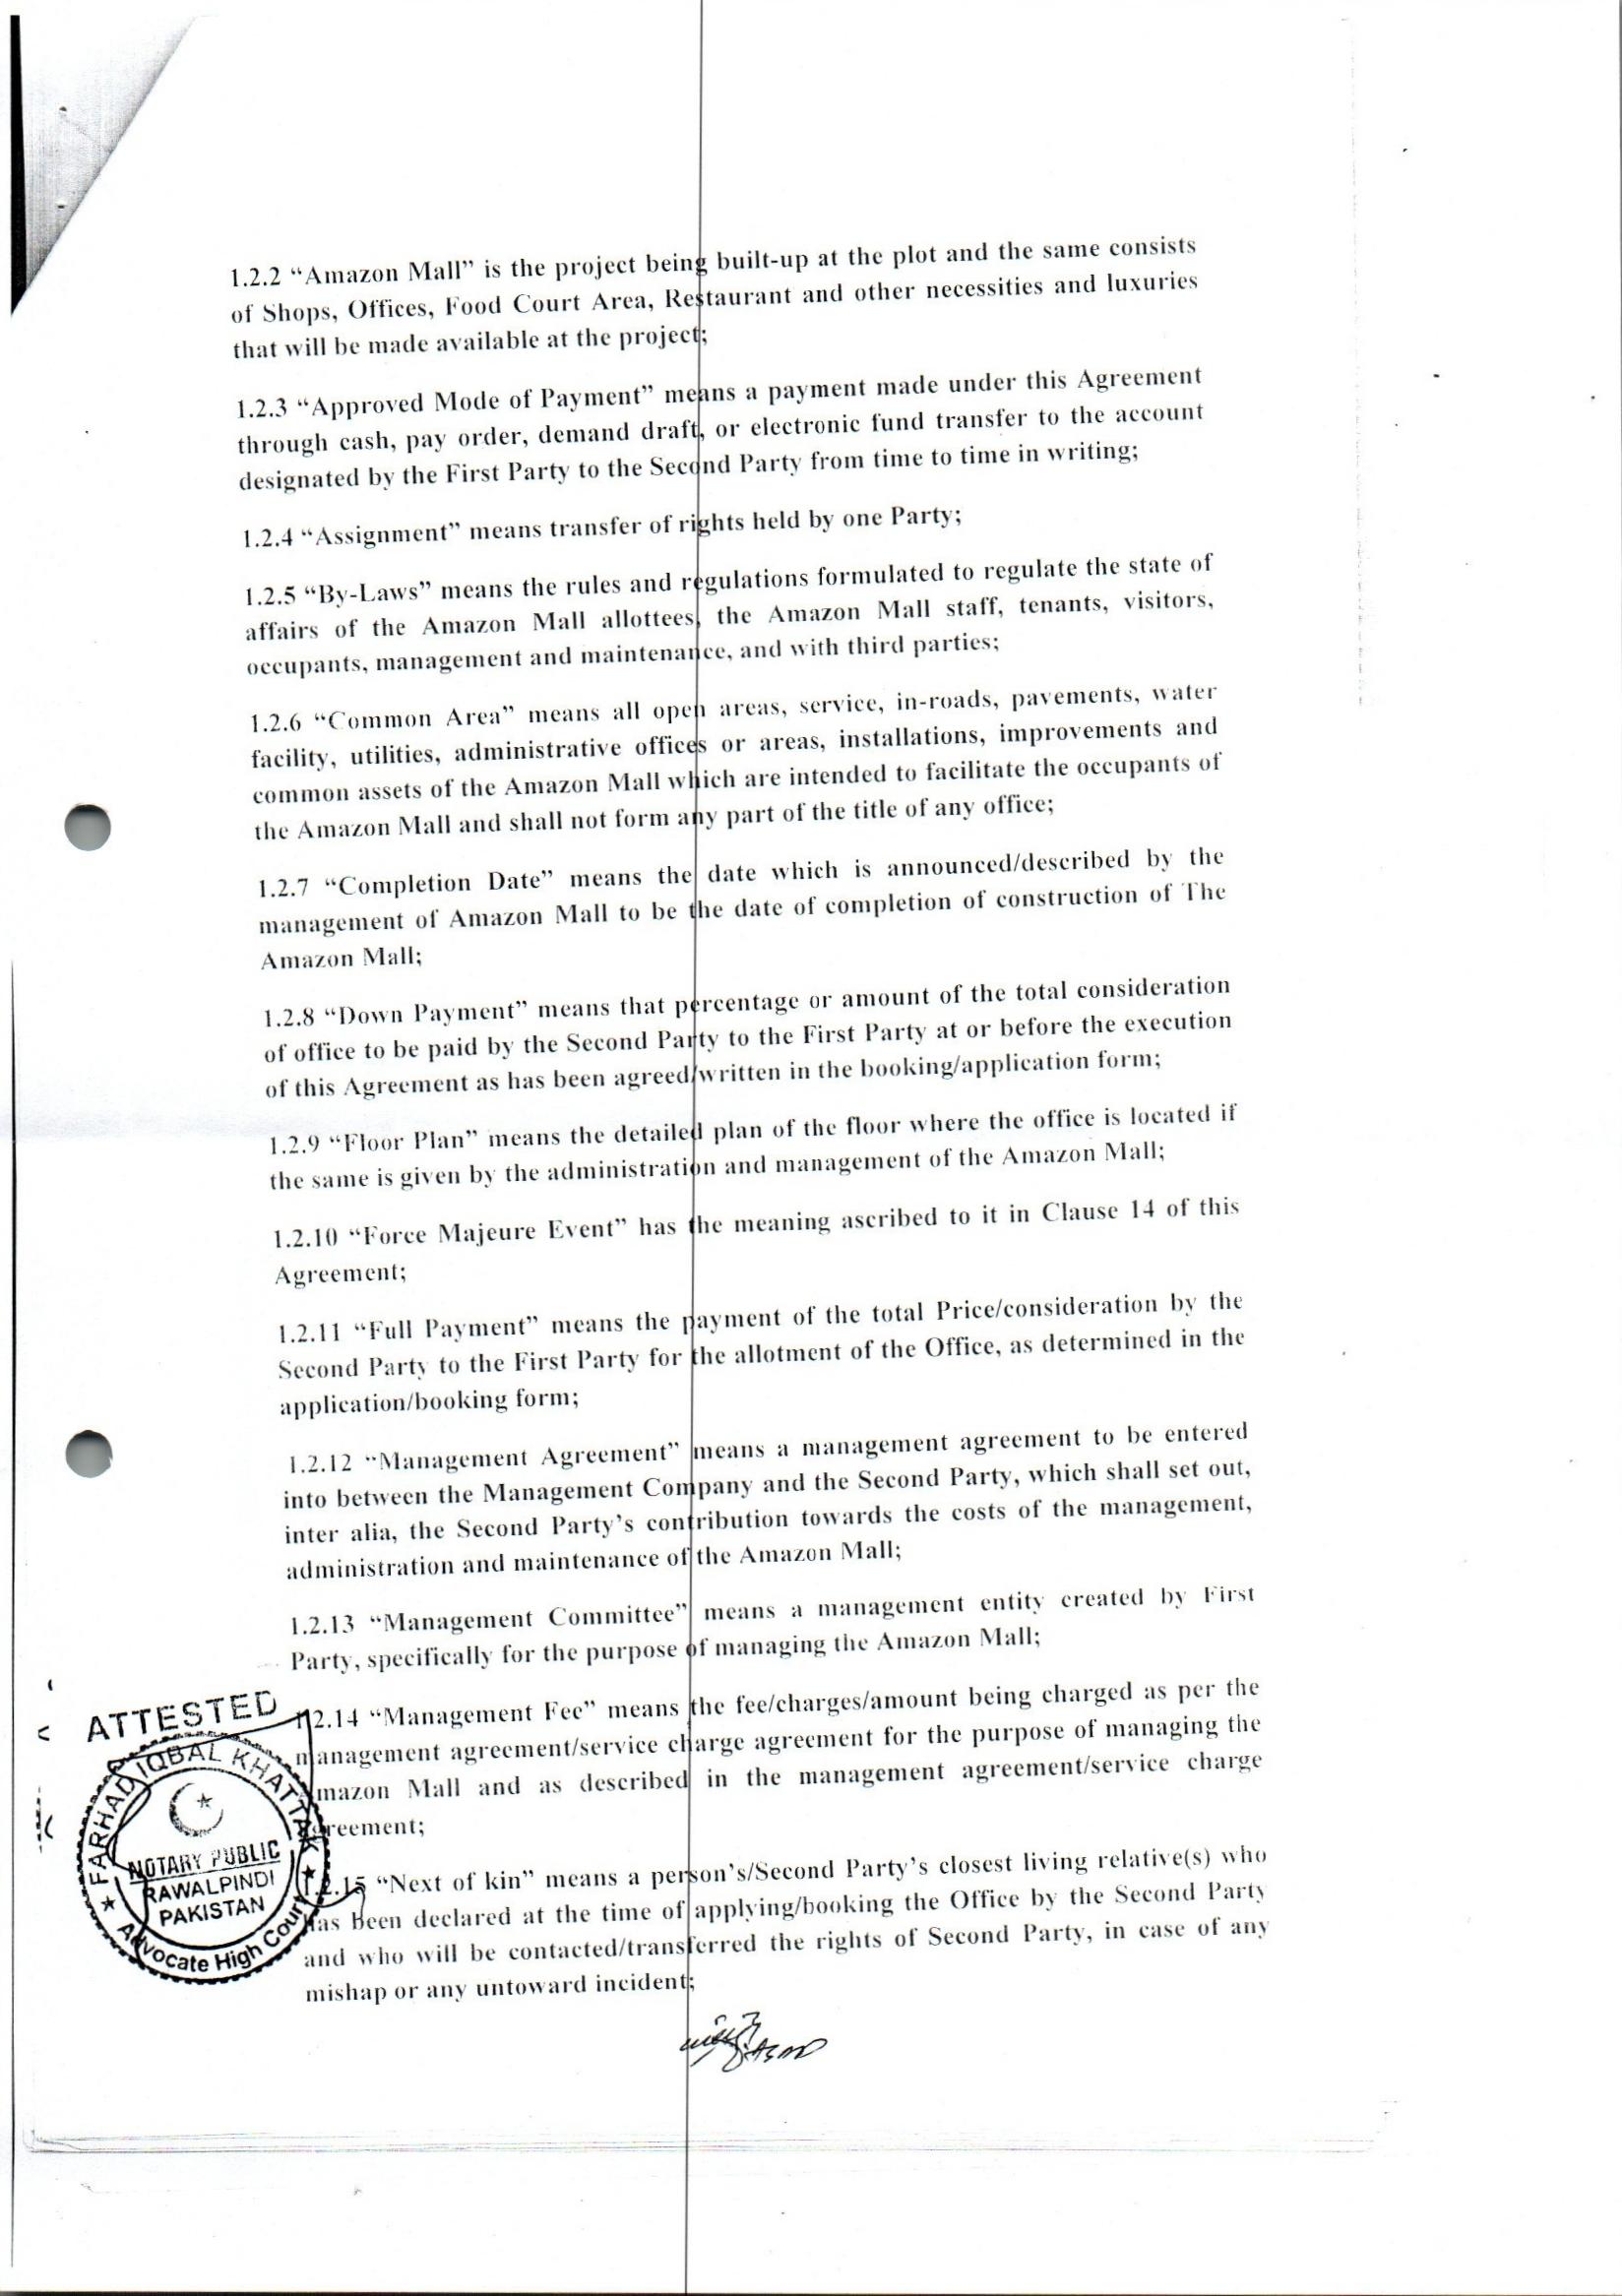 1.2.2 “Amazon Mall” is the project being built-up at the plot and the same consists
of Shops, Offices, Food Court Area, Restaurant and other necessities and luxuries
that will be made available at the project;
1.2.3 “Approved Mode of Payment” means a payment made under this Agreement
through cash, pay order, demand draft, or electronic fund transfer to the account
designated by the First Party to the Second Party from time to time in writing;
1.2.4 “Assignment” means transfer of rights held by one Party;
1.2.5 “By-Laws” means the rules and regulations formulated to regulate the state of
affairs of the Amazon Mall allottees, the Amazon Mall staff, tenants, visitors,
occupants, management and maintenance, and with third parties;
1.2.6 “Common Area” means all open areas, service, in-roads, pavements, water
facility, utilities, administrative offices or areas, installations, improvements and
common assets of the Amazon Mall which are intended to facilitate the occupants of
the Amazon Mall and shall not form any part of the title of any office;
1.2.7 “Completion Date” means the date which is announced/described by the
management of Amazon Mall to be the date of completion of construction of The
Amazon Mall;
1.2.8 “Down Payment” means that percentage or amount of the total consideration
of office to be paid by the Second Party to the First Party at or before the execution
of this Agreement as has been agreed/written in the booking/application form;
1.2.9 “Floor Plan” means the detailed plan of the floor where the office is located if
the same is given by the administration and management of the Amazon Mall;
1.2.10 “Force Majeure Event” has the meaning ascribed to it in Clause 14 of this
Agreement;
1.2.11 “Full Payment” means the payment of the total Price/consideration by the
Second Party to the First Party for the allotment of the Office, as determined in the
application/booking form;
1.2.12 “Management Agreement” means a management agreement to be entered
into between the Management Company and the Second Party, which shall set out,
inter alia, the Second Party’s contribution towards the costs of the management,
administration and maintenance of the Amazon Mall;
1.2.13 “Management Committee” means a management entity created by First
Party, specifically for the purpose of managing the Amazon Mall;
1.2.14 “Management Fee” means the fee/charges/amount being charged as per the
management agreement/service charge agreement for the purpose of managing the
Amazon Mall and as described in the management agreement/service charge
agreement;
1.2.15 “Next of kin” means a person’s/Second Party’s closest living relative(s) who
has been declared at the time of applying/booking the Office by the Second Party
and who will be contacted/transferred the rights of Second Party, in case of any
mishap or any untoward incident;
ATTESTED
FARHAD IQBAL KHATTAK
NOTARY PUBLIC
RAWALPINDI
PAKISTAN
Advocate High Court